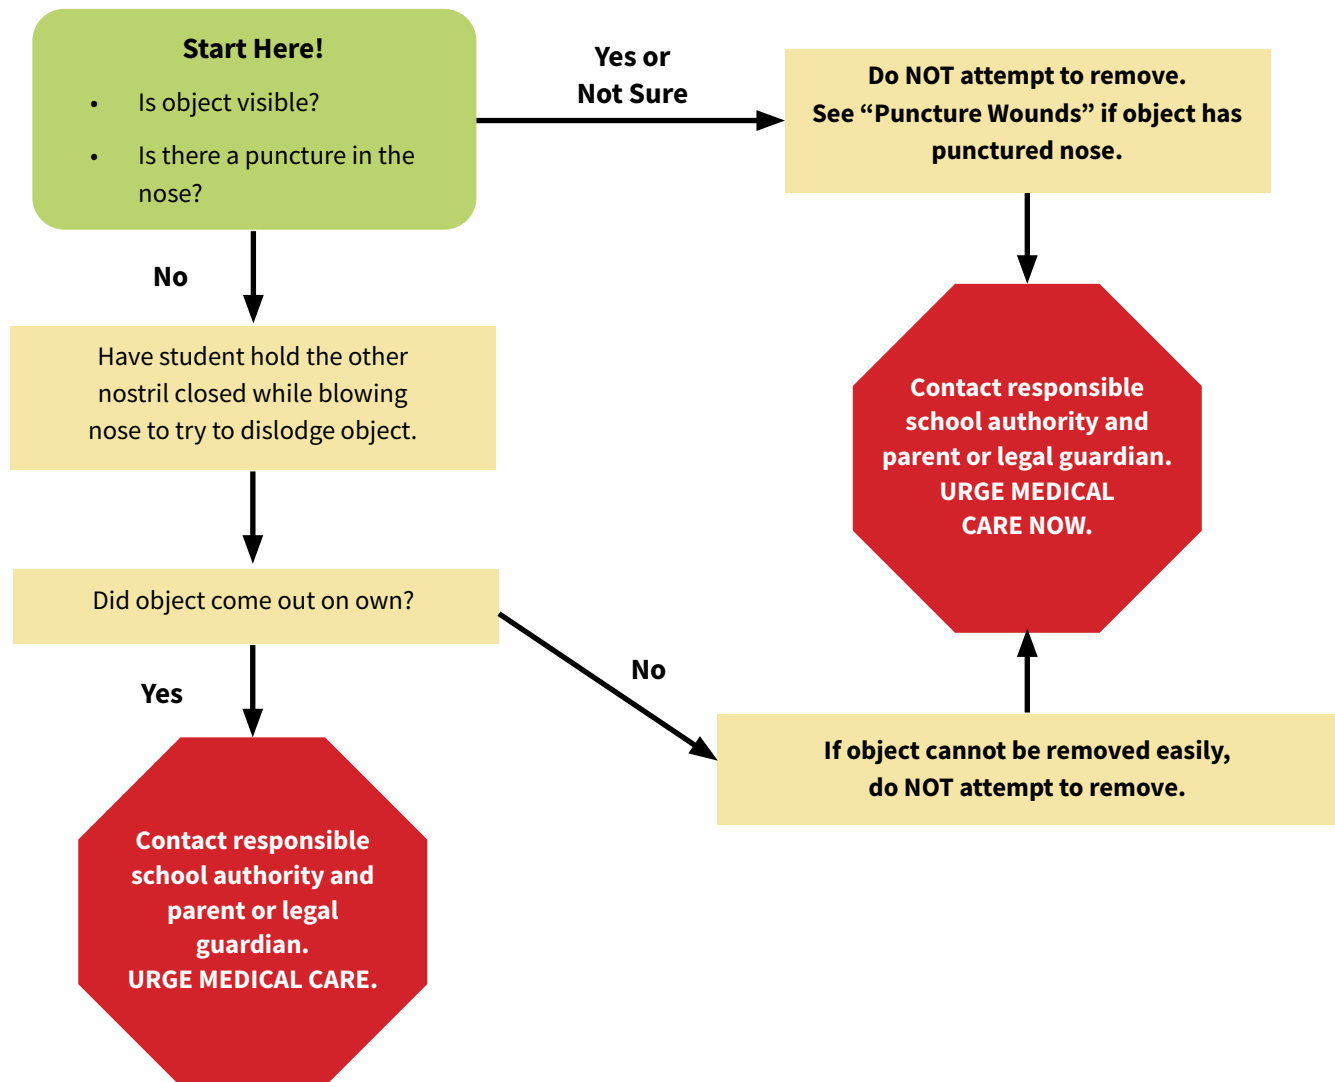 Start Here!
• Is object visible?
• Is there a puncture in the
nose?
Yes or
Not Sure
Do NOT attempt to remove.
See “Puncture Wounds” if object has
punctured nose.
No
Have student hold the other
nostril closed while blowing
nose to try to dislodge object.
Contact responsible
school authority and
parent or legal guardian.
URGE MEDICAL
CARE NOW.
Did object come out on own?
No
Yes
If object cannot be removed easily,
do NOT attempt to remove.
Contact responsible
school authority and
parent or legal
guardian.
URGE MEDICAL CARE.